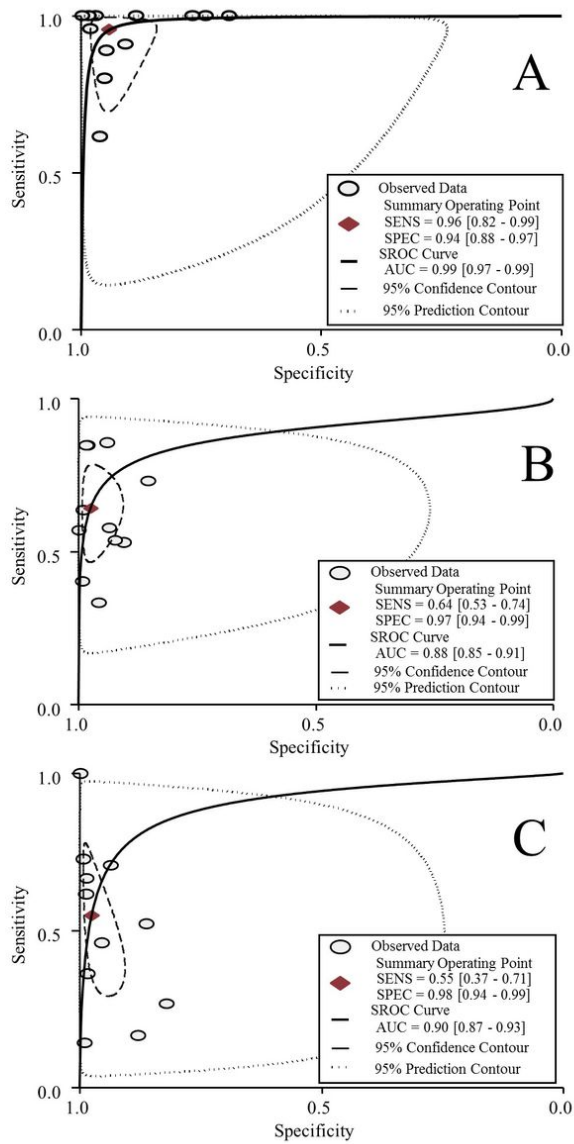 1.0
A
Sensitivity
0.5
Observed Data
Summary Operating Point
SENS = 0.96 [0.82 - 0.99]
SPEC = 0.94 [0.88 - 0.97]
SROC Curve
AUC = 0.99 [0.97 - 0.99]
95% Confidence Contour
95% Prediction Contour
0.0
1.0
0.5
0.0
Specificity
1.0
B
Sensitivity
0.5
Observed Data
Summary Operating Point
SENS = 0.64 [0.53 - 0.74]
SPEC = 0.97 [0.94 - 0.99]
SROC Curve
AUC = 0.88 [0.85 - 0.91]
95% Confidence Contour
95% Prediction Contour
0.0
1.0
0.5
0.0
Specificity
1.0
C
Sensitivity
0.5
Observed Data
Summary Operating Point
SENS = 0.55 [0.37 - 0.71]
SPEC = 0.98 [0.94 - 0.99]
SROC Curve
AUC = 0.90 [0.87 - 0.93]
95% Confidence Contour
95% Prediction Contour
0.0
1.0
0.5
0.0
Specificity